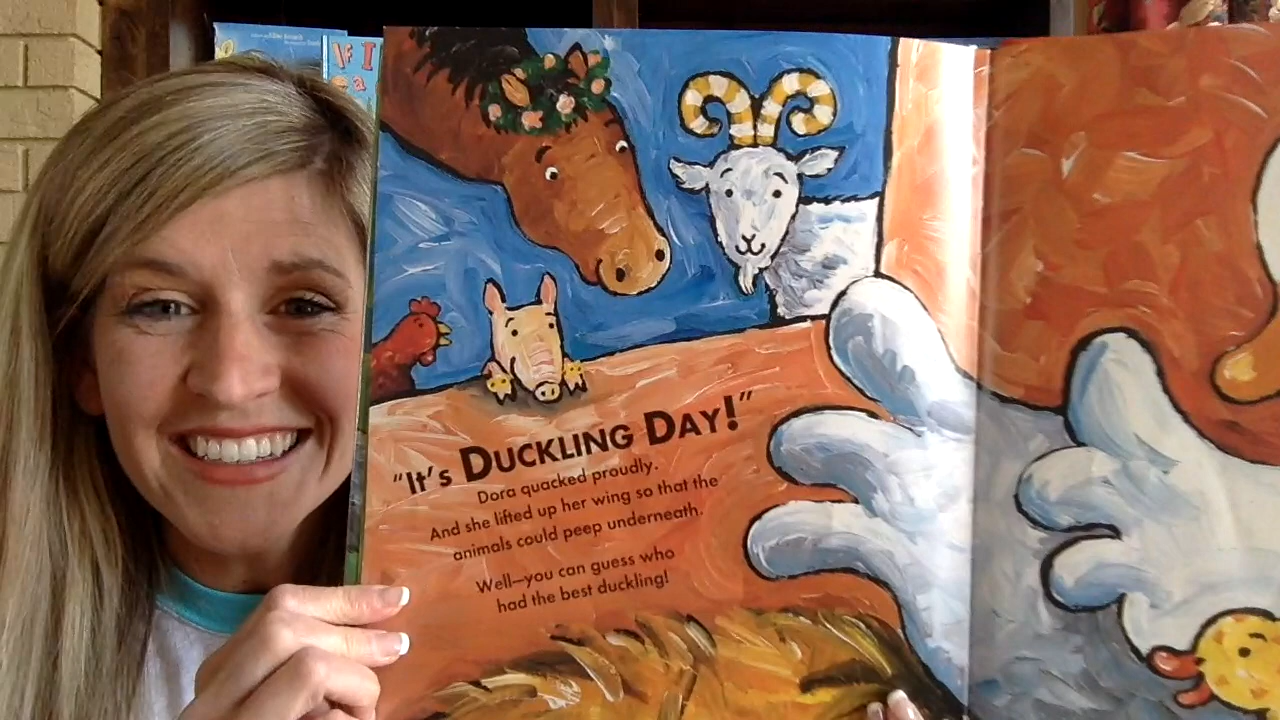 IF I
"It's DUCKLING DAY!"
Dora quacked proudly.
And she lifted up her wing so that the
animals could peep underneath.
Well—you can guess who
had the best duckling!